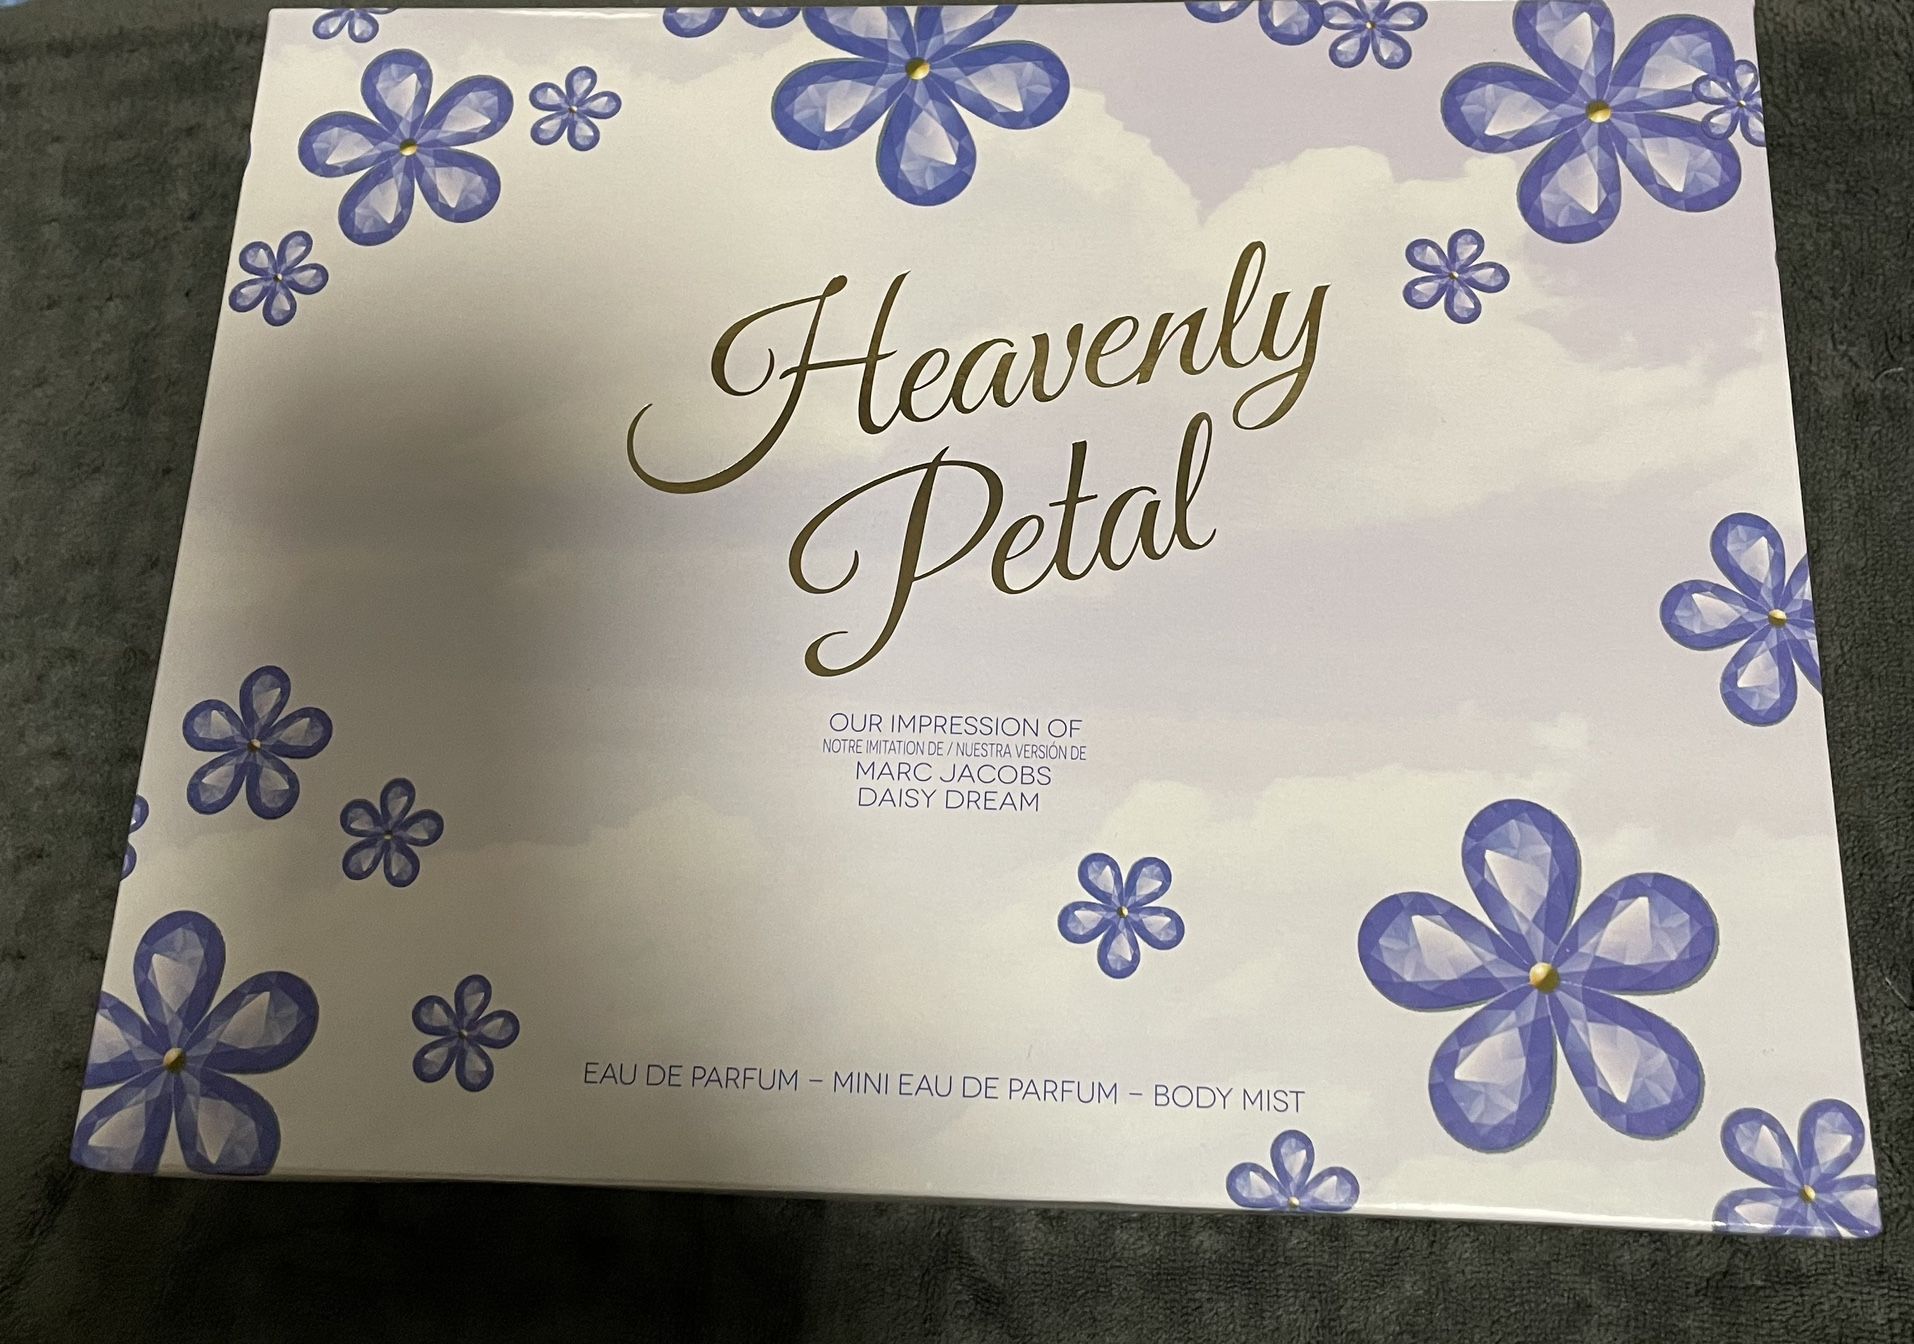 Heavenly
Petal
OUR IMPRESSION OF
NOTRE IMITATION DE / NUESTRA VERSIÓN DE
MARC JACOBS
DAISY DREAM
EAU DE PARFUM – MINI EAU DE PARFUM – BODY MIST